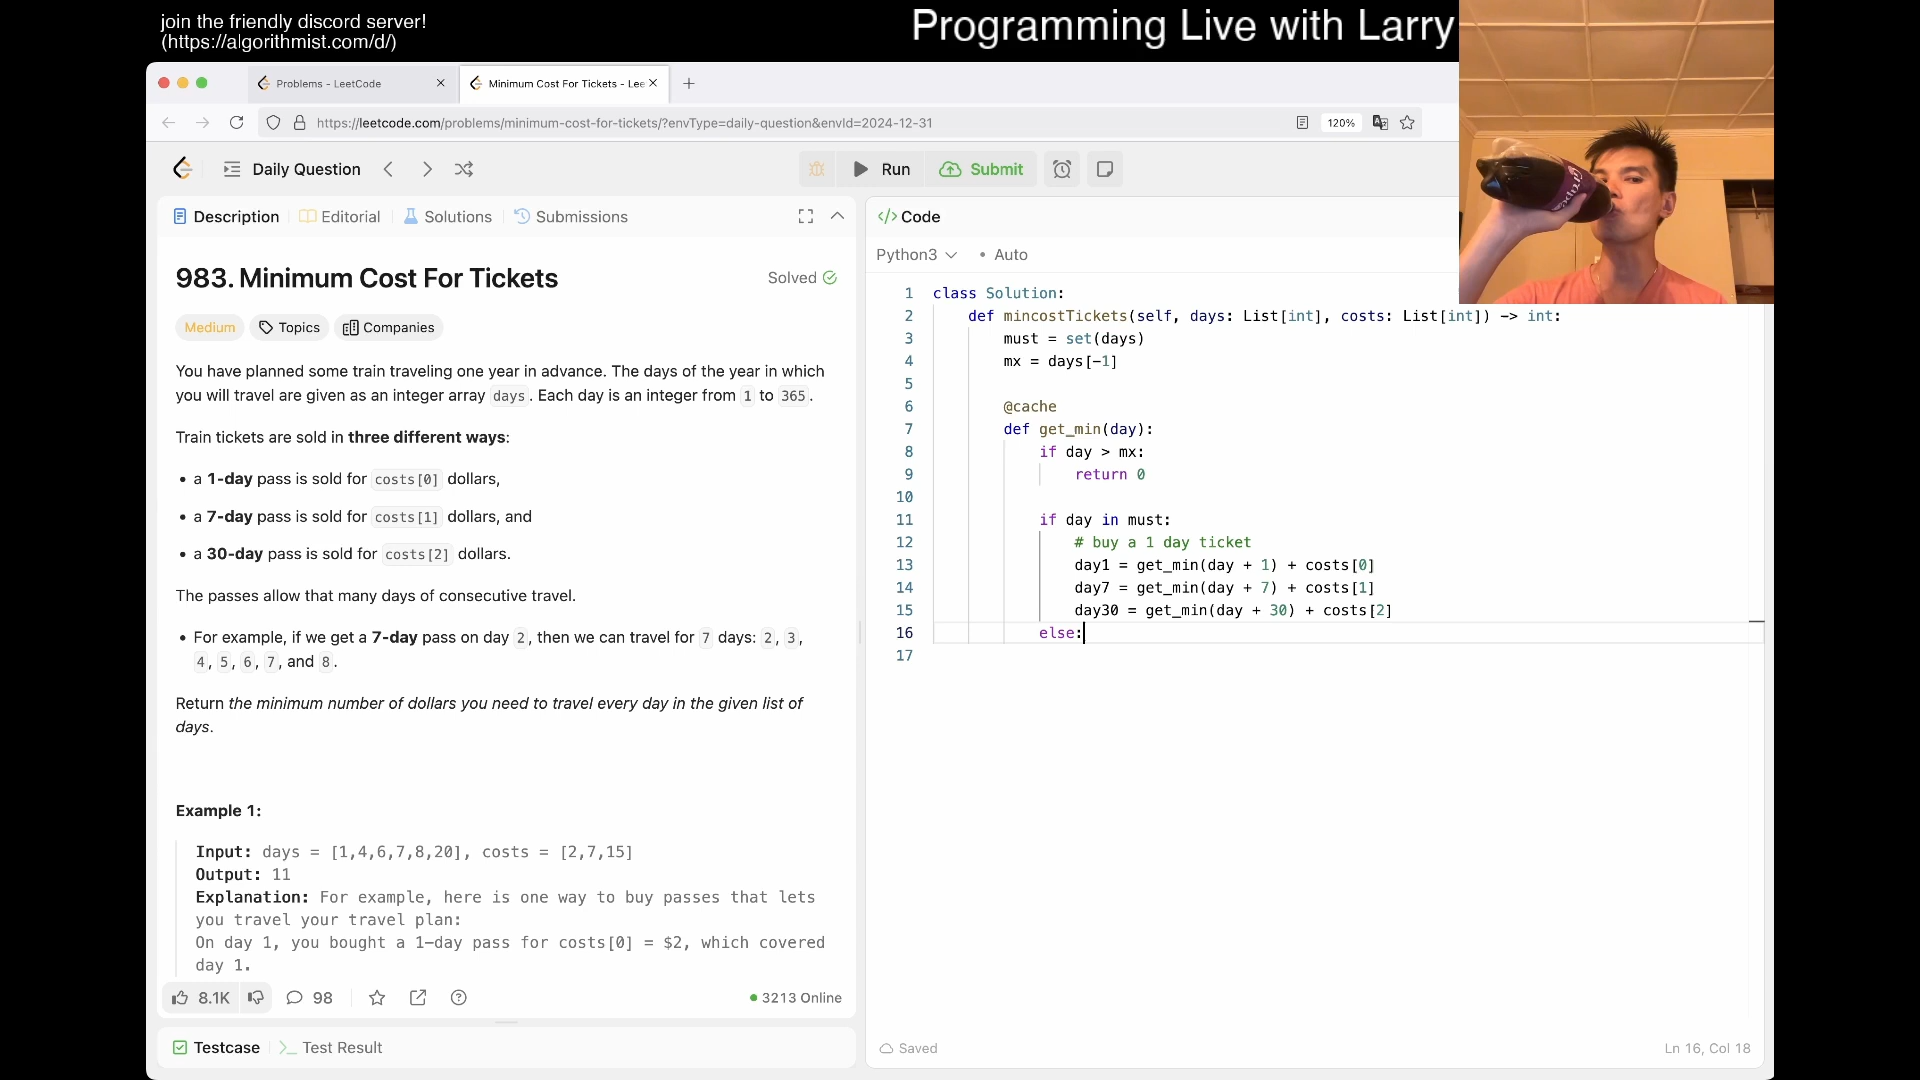 join the friendly discord server!
(https://algorithmist.com/d/)
Programming Live with Larry
Problems - LeetCode
Minimum Cost For Tickets - Lee
https://leetcode.com/problems/minimum-cost-for-tickets/?envType=daily-question&envId=2024-12-31
120%
Daily Question
Run
Submit
Description
Editorial
Solutions
Submissions
983. Minimum Cost For Tickets
Solved
Medium
Topics
Companies
You have planned some train traveling one year in advance. The days of the year in which
you will travel are given as an integer array days. Each day is an integer from 1 to 365.
Train tickets are sold in three different ways:
• a 1-day pass is sold for costs[0] dollars,
• a 7-day pass is sold for costs[1] dollars, and
• a 30-day pass is sold for costs[2] dollars.
The passes allow that many days of consecutive travel.
• For example, if we get a 7-day pass on day 2, then we can travel for 7 days: 2, 3,
4, 5, 6, 7, and 8.
Return the minimum number of dollars you need to travel every day in the given list of
days.
Example 1:
Input: days = [1,4,6,7,8,20], costs = [2,7,15]
Output: 11
Explanation: For example, here is one way to buy passes that lets
you travel your travel plan:
On day 1, you bought a 1-day pass for costs[0] = $2, which covered
day 1.
8.1K
98
3213 Online
Testcase
Test Result
</> Code
Python3
• Auto
1 class Solution:
2 def mincostTickets(self, days: List[int], costs: List[int]) -> int:
3 must = set(days)
4 mx = days[-1]
5
6 @cache
7 def get_min(day):
8 if day > mx:
9 return 0
10
11 if day in must:
12 # buy a 1 day ticket
13 day1 = get_min(day + 1) + costs[0]
14 day7 = get_min(day + 7) + costs[1]
15 day30 = get_min(day + 30) + costs[2]
16 else:
17
Saved
Ln 16, Col 18